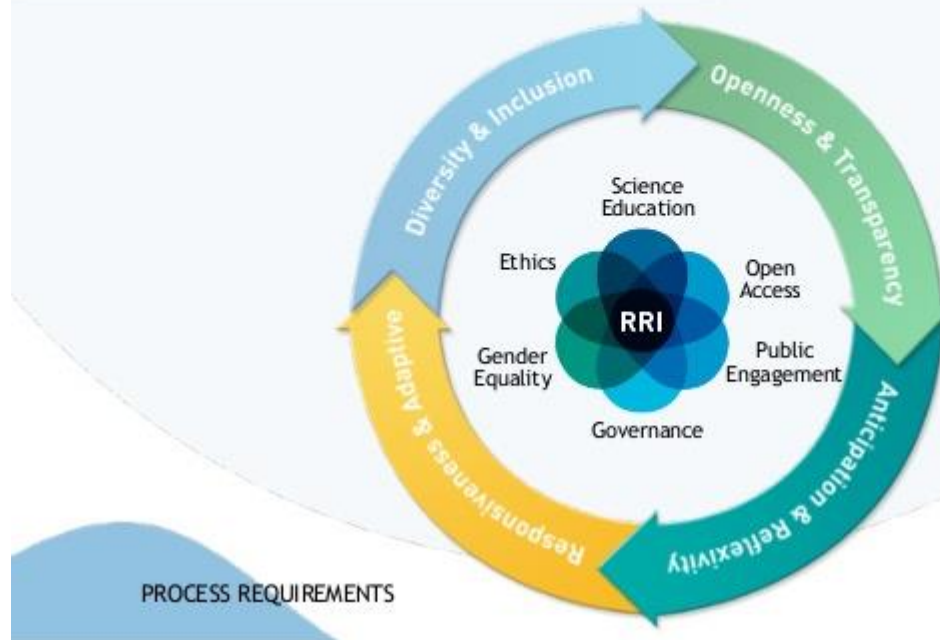 Diversity & Inclusion
Openness & Transparency
Anticipation & Reflexivity
Responsiveness & Adaptive
Science
Education
Ethics
Open
Access
RRI
Gender
Equality
Public
Engagement
Governance
PROCESS REQUIREMENTS